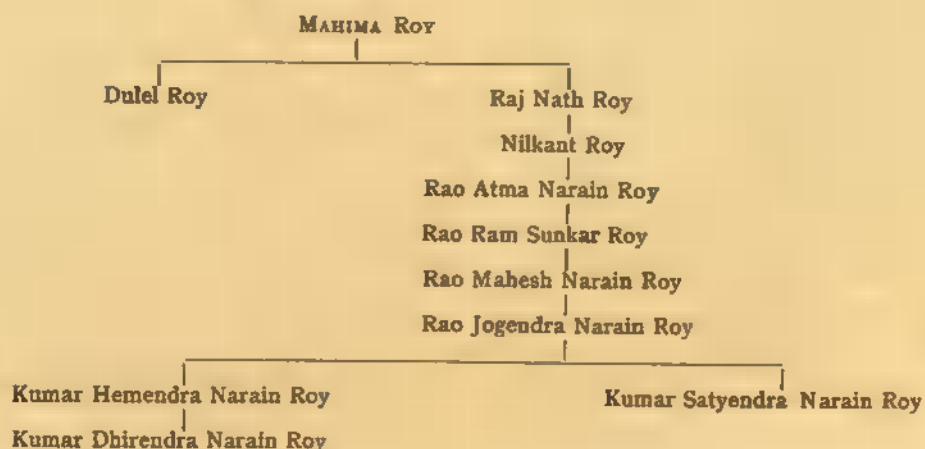 MAHIMA ROY
Dulel Roy Raj Nath Roy
Nilkant Roy
Rao Atma Narain Roy
Rao Ram Sunkar Roy
Rao Mahesh Narain Roy
Rao Jogendra Narain Roy
Kumar Hemendra Narain Roy Kumar Satyendra Narain Roy
Kumar Dhirendra Narain Roy